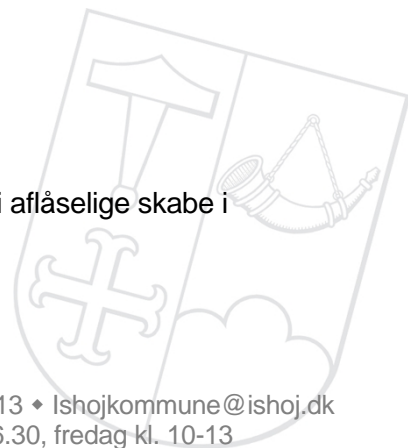 i aflåselige skabe i
13 ◆ Ishojkommune@ishoj.dk
6.30, fredag kl. 10-13